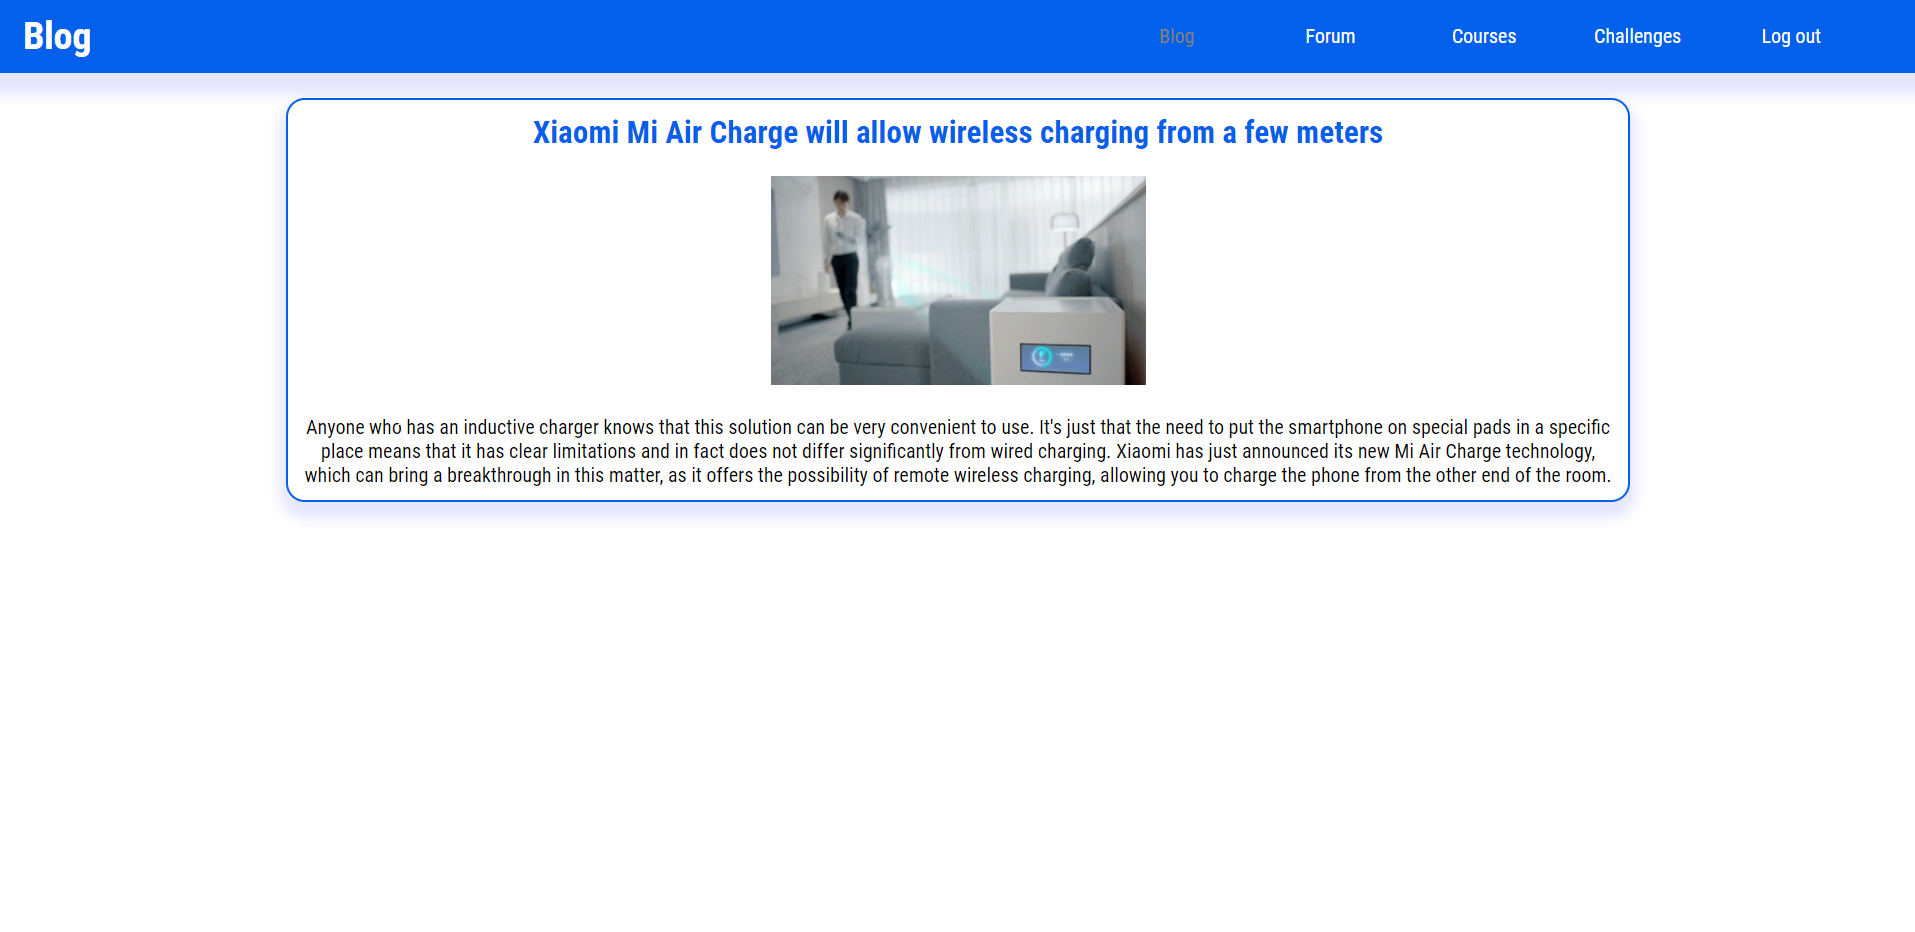 Blog
Blog Forum Courses Challenges Log out
Xiaomi Mi Air Charge will allow wireless charging from a few meters
Anyone who has an inductive charger knows that this solution can be very convenient to use. It's just that the need to put the smartphone on special pads in a specific
place means that it has clear limitations and in fact does not differ significantly from wired charging. Xiaomi has just announced its new Mi Air Charge technology,
which can bring a breakthrough in this matter, as it offers the possibility of remote wireless charging, allowing you to charge the phone from the other end of the room.